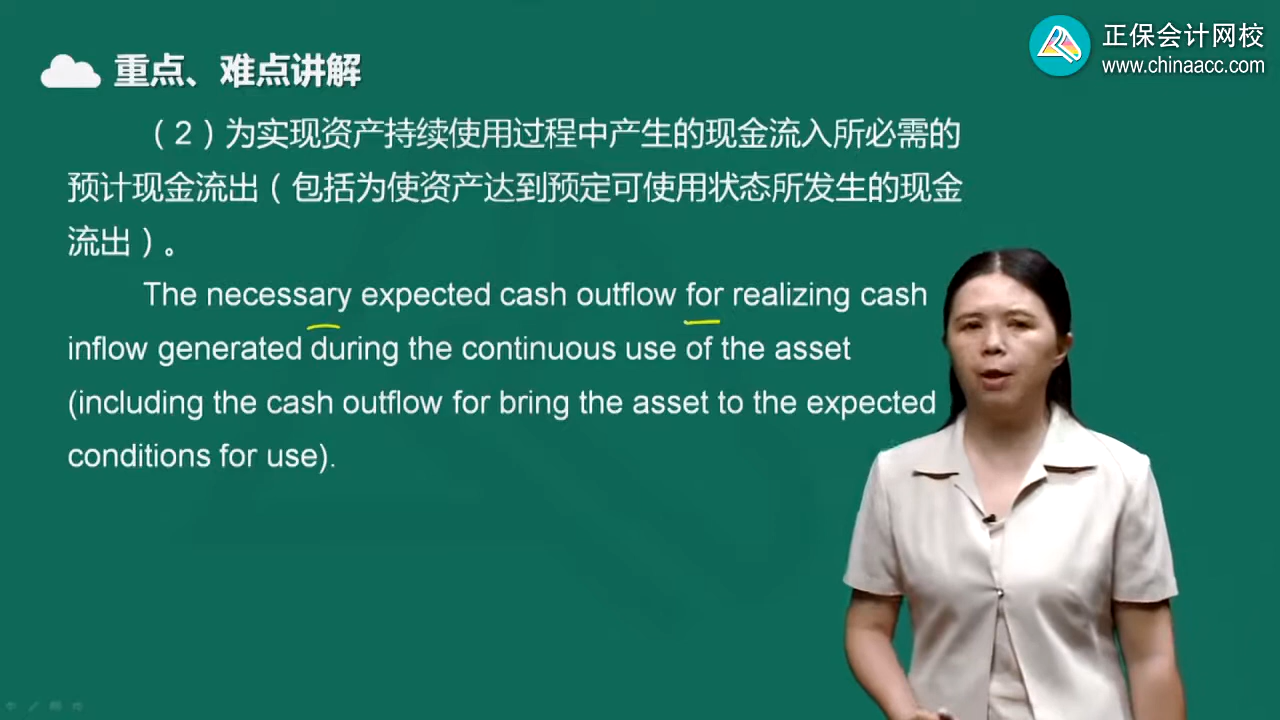 正保会计网校
www.chinaacc.com
重点、难点讲解
（2）为实现资产持续使用过程中产生的现金流入所必需的
预计现金流出（包括为使资产达到预定可使用状态所发生的现金
流出）。
The necessary expected cash outflow for realizing cash
inflow generated during the continuous use of the asset
(including the cash outflow for bring the asset to the expected
conditions for use).